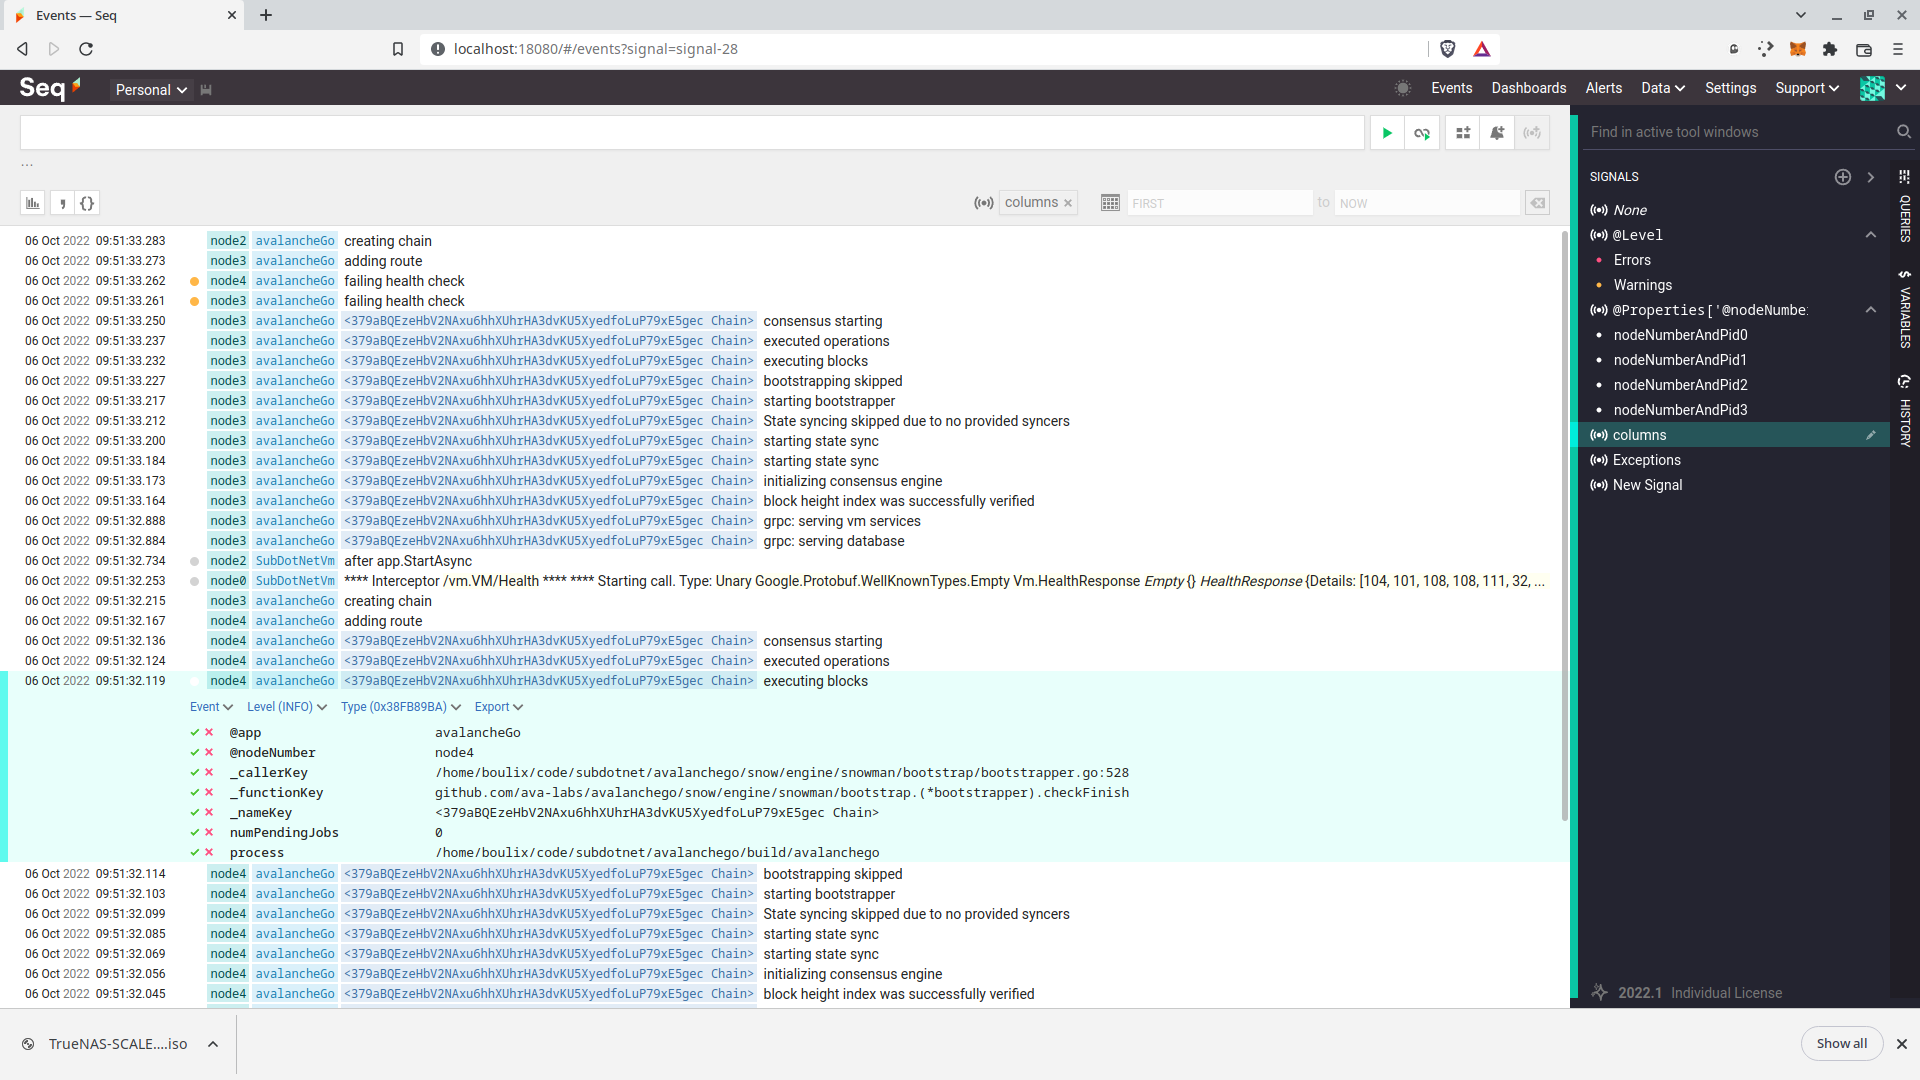 Events — Seq
localhost:18080/#/events?signal=signal-28
Seq Personal Events Dashboards Alerts Data Settings Support
...
columns × FIRST to NOW
06 Oct 2022 09:51:33.283 node2 avalancheGo creating chain
06 Oct 2022 09:51:33.273 node3 avalancheGo adding route
06 Oct 2022 09:51:33.262 node4 avalancheGo failing health check
06 Oct 2022 09:51:33.261 node3 avalancheGo failing health check
06 Oct 2022 09:51:33.250 node3 avalancheGo <379aBQEzeHbV2NAxu6hhXUhrHA3dvKU5XyedfoLuP79xE5gec Chain> consensus starting
06 Oct 2022 09:51:33.237 node3 avalancheGo <379aBQEzeHbV2NAxu6hhXUhrHA3dvKU5XyedfoLuP79xE5gec Chain> executed operations
06 Oct 2022 09:51:33.232 node3 avalancheGo <379aBQEzeHbV2NAxu6hhXUhrHA3dvKU5XyedfoLuP79xE5gec Chain> executing blocks
06 Oct 2022 09:51:33.227 node3 avalancheGo <379aBQEzeHbV2NAxu6hhXUhrHA3dvKU5XyedfoLuP79xE5gec Chain> bootstrapping skipped
06 Oct 2022 09:51:33.217 node3 avalancheGo <379aBQEzeHbV2NAxu6hhXUhrHA3dvKU5XyedfoLuP79xE5gec Chain> starting bootstrapper
06 Oct 2022 09:51:33.212 node3 avalancheGo <379aBQEzeHbV2NAxu6hhXUhrHA3dvKU5XyedfoLuP79xE5gec Chain> State syncing skipped due to no provided syncers
06 Oct 2022 09:51:33.200 node3 avalancheGo <379aBQEzeHbV2NAxu6hhXUhrHA3dvKU5XyedfoLuP79xE5gec Chain> starting state sync
06 Oct 2022 09:51:33.184 node3 avalancheGo <379aBQEzeHbV2NAxu6hhXUhrHA3dvKU5XyedfoLuP79xE5gec Chain> starting state sync
06 Oct 2022 09:51:33.173 node3 avalancheGo <379aBQEzeHbV2NAxu6hhXUhrHA3dvKU5XyedfoLuP79xE5gec Chain> initializing consensus engine
06 Oct 2022 09:51:33.164 node3 avalancheGo <379aBQEzeHbV2NAxu6hhXUhrHA3dvKU5XyedfoLuP79xE5gec Chain> block height index was successfully verified
06 Oct 2022 09:51:32.888 node3 avalancheGo <379aBQEzeHbV2NAxu6hhXUhrHA3dvKU5XyedfoLuP79xE5gec Chain> grpc: serving vm services
06 Oct 2022 09:51:32.884 node3 avalancheGo <379aBQEzeHbV2NAxu6hhXUhrHA3dvKU5XyedfoLuP79xE5gec Chain> grpc: serving database
06 Oct 2022 09:51:32.734 node2 SubDotNetVm after app.StartAsync
06 Oct 2022 09:51:32.253 node0 SubDotNetVm **** Interceptor /vm.VM/Health **** **** Starting call. Type: Unary Google.Protobuf.WellKnownTypes.Empty Vm.HealthResponse Empty {} HealthResponse {Details: [104, 101, 108, 108, 111, 32, ...
06 Oct 2022 09:51:32.215 node3 avalancheGo creating chain
06 Oct 2022 09:51:32.167 node4 avalancheGo adding route
06 Oct 2022 09:51:32.136 node4 avalancheGo <379aBQEzeHbV2NAxu6hhXUhrHA3dvKU5XyedfoLuP79xE5gec Chain> consensus starting
06 Oct 2022 09:51:32.124 node4 avalancheGo <379aBQEzeHbV2NAxu6hhXUhrHA3dvKU5XyedfoLuP79xE5gec Chain> executed operations
06 Oct 2022 09:51:32.119 node4 avalancheGo <379aBQEzeHbV2NAxu6hhXUhrHA3dvKU5XyedfoLuP79xE5gec Chain> executing blocks
Event Level (INFO) Type (0x38FB89BA) Export
@app avalancheGo
@nodeNumber node4
_callerKey /home/boulix/code/subdotnet/avalanchego/snow/engine/snowman/bootstrap/bootstrapper.go:528
_functionKey github.com/ava-labs/avalanchego/snow/engine/snowman/bootstrap.(*bootstrapper).checkFinish
_nameKey <379aBQEzeHbV2NAxu6hhXUhrHA3dvKU5XyedfoLuP79xE5gec Chain>
numPendingJobs 0
process /home/boulix/code/subdotnet/avalanchego/build/avalanchego
06 Oct 2022 09:51:32.114 node4 avalancheGo <379aBQEzeHbV2NAxu6hhXUhrHA3dvKU5XyedfoLuP79xE5gec Chain> bootstrapping skipped
06 Oct 2022 09:51:32.103 node4 avalancheGo <379aBQEzeHbV2NAxu6hhXUhrHA3dvKU5XyedfoLuP79xE5gec Chain> starting bootstrapper
06 Oct 2022 09:51:32.099 node4 avalancheGo <379aBQEzeHbV2NAxu6hhXUhrHA3dvKU5XyedfoLuP79xE5gec Chain> State syncing skipped due to no provided syncers
06 Oct 2022 09:51:32.085 node4 avalancheGo <379aBQEzeHbV2NAxu6hhXUhrHA3dvKU5XyedfoLuP79xE5gec Chain> starting state sync
06 Oct 2022 09:51:32.069 node4 avalancheGo <379aBQEzeHbV2NAxu6hhXUhrHA3dvKU5XyedfoLuP79xE5gec Chain> starting state sync
06 Oct 2022 09:51:32.056 node4 avalancheGo <379aBQEzeHbV2NAxu6hhXUhrHA3dvKU5XyedfoLuP79xE5gec Chain> initializing consensus engine
06 Oct 2022 09:51:32.045 node4 avalancheGo <379aBQEzeHbV2NAxu6hhXUhrHA3dvKU5XyedfoLuP79xE5gec Chain> block height index was successfully verified
Find in active tool windows
SIGNALS
None
@Level
Errors
Warnings
@Properties['@nodeNumbe
nodeNumberAndPid0
nodeNumberAndPid1
nodeNumberAndPid2
nodeNumberAndPid3
columns
Exceptions
New Signal
2022.1 Individual License
QUERIES
VARIABLES
HISTORY
TrueNAS-SCALE....iso
Show all